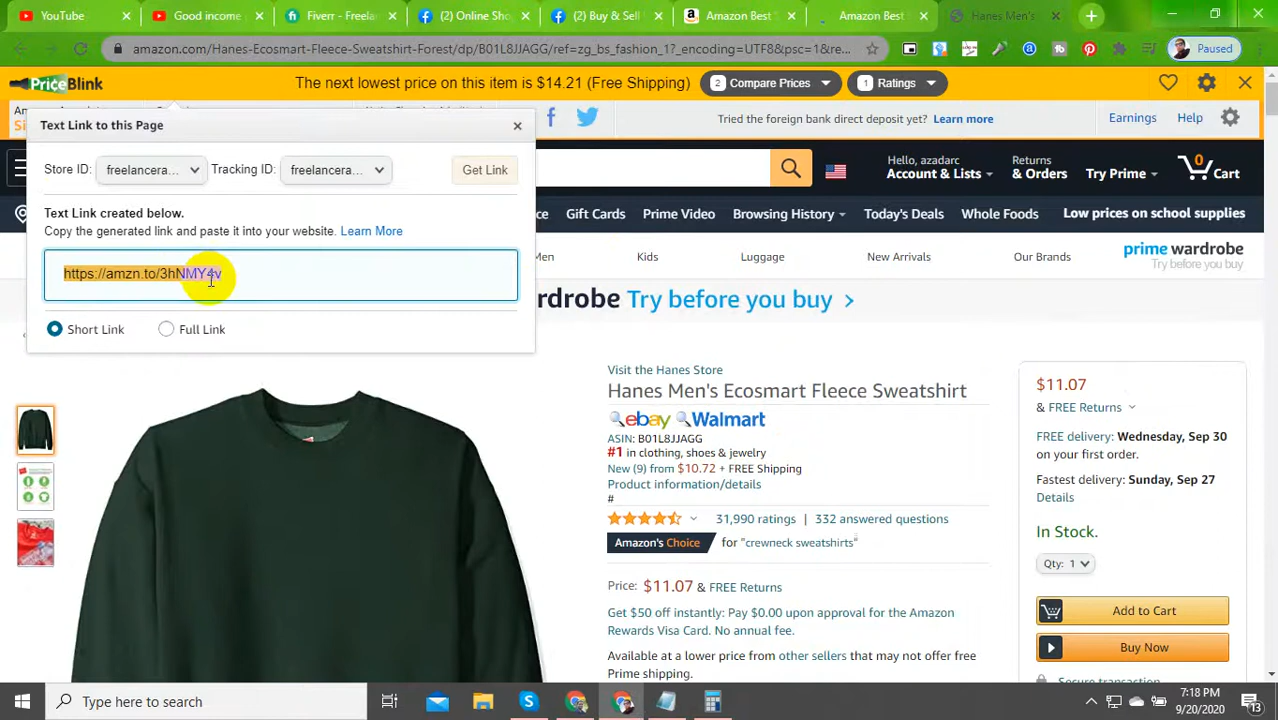 YouTube
Good income
Fiverr - Freela
(2) Online Sho
(2) Buy & Sell
Amazon Best
Amazon Best
Hanes Men's
amazon.com/Hanes-Ecosmart-Fleece-Sweatshirt-Forest/dp/B01L8JJAGG/ref=zg_bs_fashion_1?_encoding=UTF8&psc=1&re...
Paused
PriceBlink
The next lowest price on this item is $14.21 (Free Shipping)
2 Compare Prices
1 Ratings
Tried the foreign bank direct deposit yet? Learn more
Earnings
Help
Text Link to this Page
Store ID: freelancera...
Tracking ID: freelancera...
Get Link
Text Link created below.
Copy the generated link and paste it into your website. Learn More
https://amzn.to/3hNMY4v
Short Link
Full Link
Hello, azadarc
Account & Lists
Returns
& Orders
Try Prime
0
Cart
Gift Cards
Prime Video
Browsing History
Today's Deals
Whole Foods
Low prices on school supplies
Men
Kids
New Arrivals
Our Brands
prime wardrobe
Try before you buy
rdrobe Try before you buy
Visit the Hanes Store
Hanes Men's Ecosmart Fleece Sweatshirt
ebay Walmart
ASIN: B01L8JJAGG
#1 in clothing, shoes & jewelry
New (9) from $10.72 + FREE Shipping
Product information/details
#
31,990 ratings | 332 answered questions
Amazon's Choice for "crewneck sweatshirts"
Price: $11.07 & FREE Returns
Get $50 off instantly: Pay $0.00 upon approval for the Amazon
Rewards Visa Card. No annual fee.
Available at a lower price from other sellers that may not offer free
Prime shipping.
$11.07
& FREE Returns
FREE delivery: Wednesday, Sep 30
on your first order.
Fastest delivery: Sunday, Sep 27
Details
In Stock.
Qty: 1
Add to Cart
Buy Now
Secure transaction
Type here to search
7:18 PM
9/20/2020
13